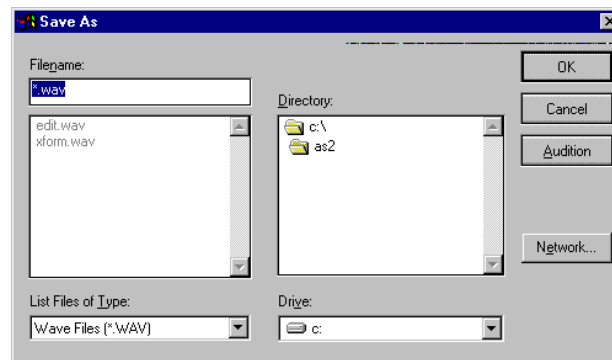 Save As
Filename:
*.wav
edit.wav
xform.wav
List Files of Type:
Wave Files (*.WAV)
Directory:
c:\
as2
Drive:
c:
OK
Cancel
Audition
Network...